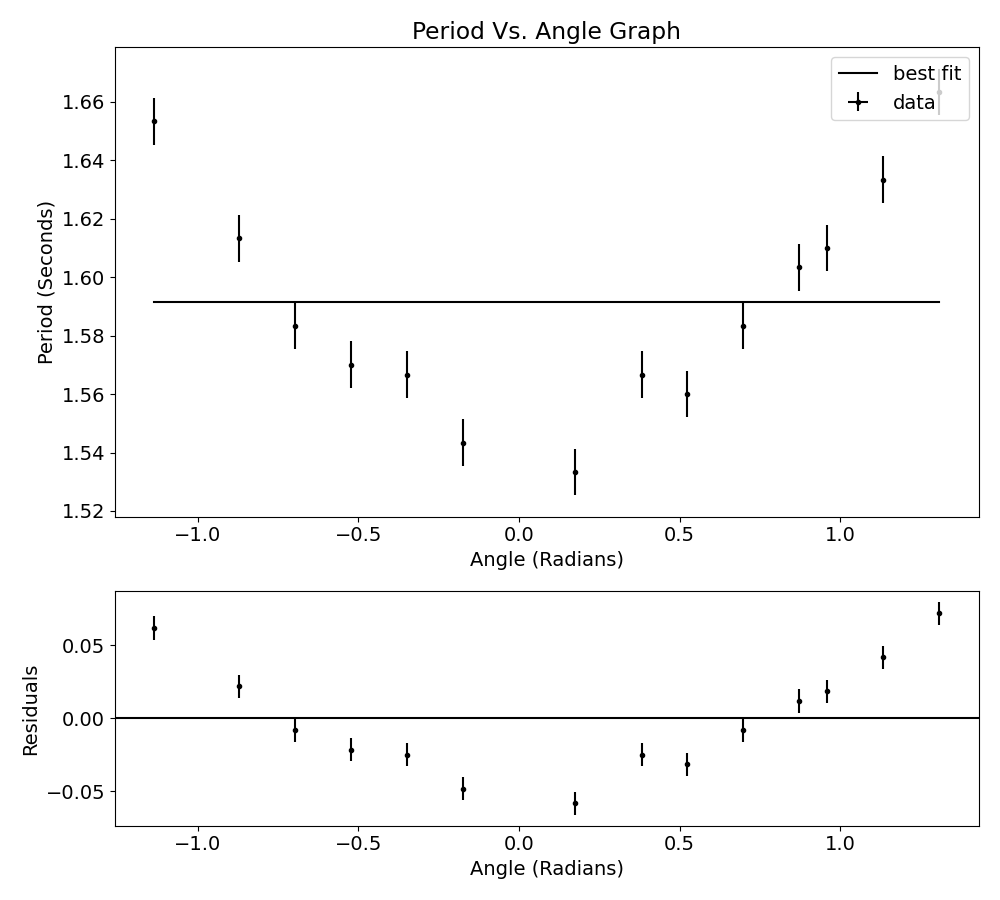 Period Vs. Angle Graph
best fit
data
1.66
1.64
1.62
1.60
1.58
1.56
1.54
1.52
Period (Seconds)
−1.0 −0.5 0.0 0.5 1.0
Angle (Radians)
0.05
0.00
−0.05
Residuals
−1.0 −0.5 0.0 0.5 1.0
Angle (Radians)